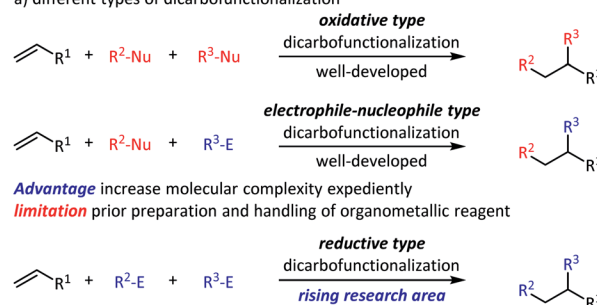 a) different types of dicarbofunctionalization
oxidative type
R¹ + R²-Nu + R³-Nu dicarbofunctionalization R² R³
well-developed
electrophile-nucleophile type
R¹ + R²-Nu + R³-E dicarbofunctionalization R² R³
well-developed
Advantage increase molecular complexity expediently
limitation prior preparation and handling of organometallic reagent
reductive type
R¹ + R²-E + R³-E dicarbofunctionalization R² R³
rising research area